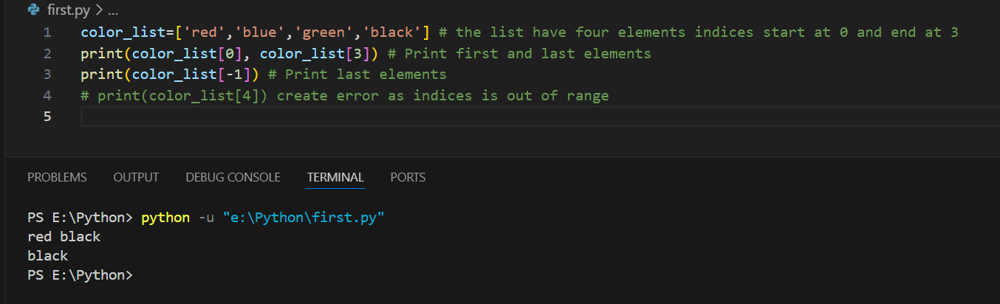 first.py > ...
1 color_list=['red','blue','green','black'] # the list have four elements indices start at 0 and end at 3
2 print(color_list[0], color_list[3]) # Print first and last elements
3 print(color_list[-1]) # Print last elements
4 # print(color_list[4]) create error as indices is out of range
5
PROBLEMS OUTPUT DEBUG CONSOLE TERMINAL PORTS
PS E:\Python> python -u "e:\Python\first.py"
red black
black
PS E:\Python>